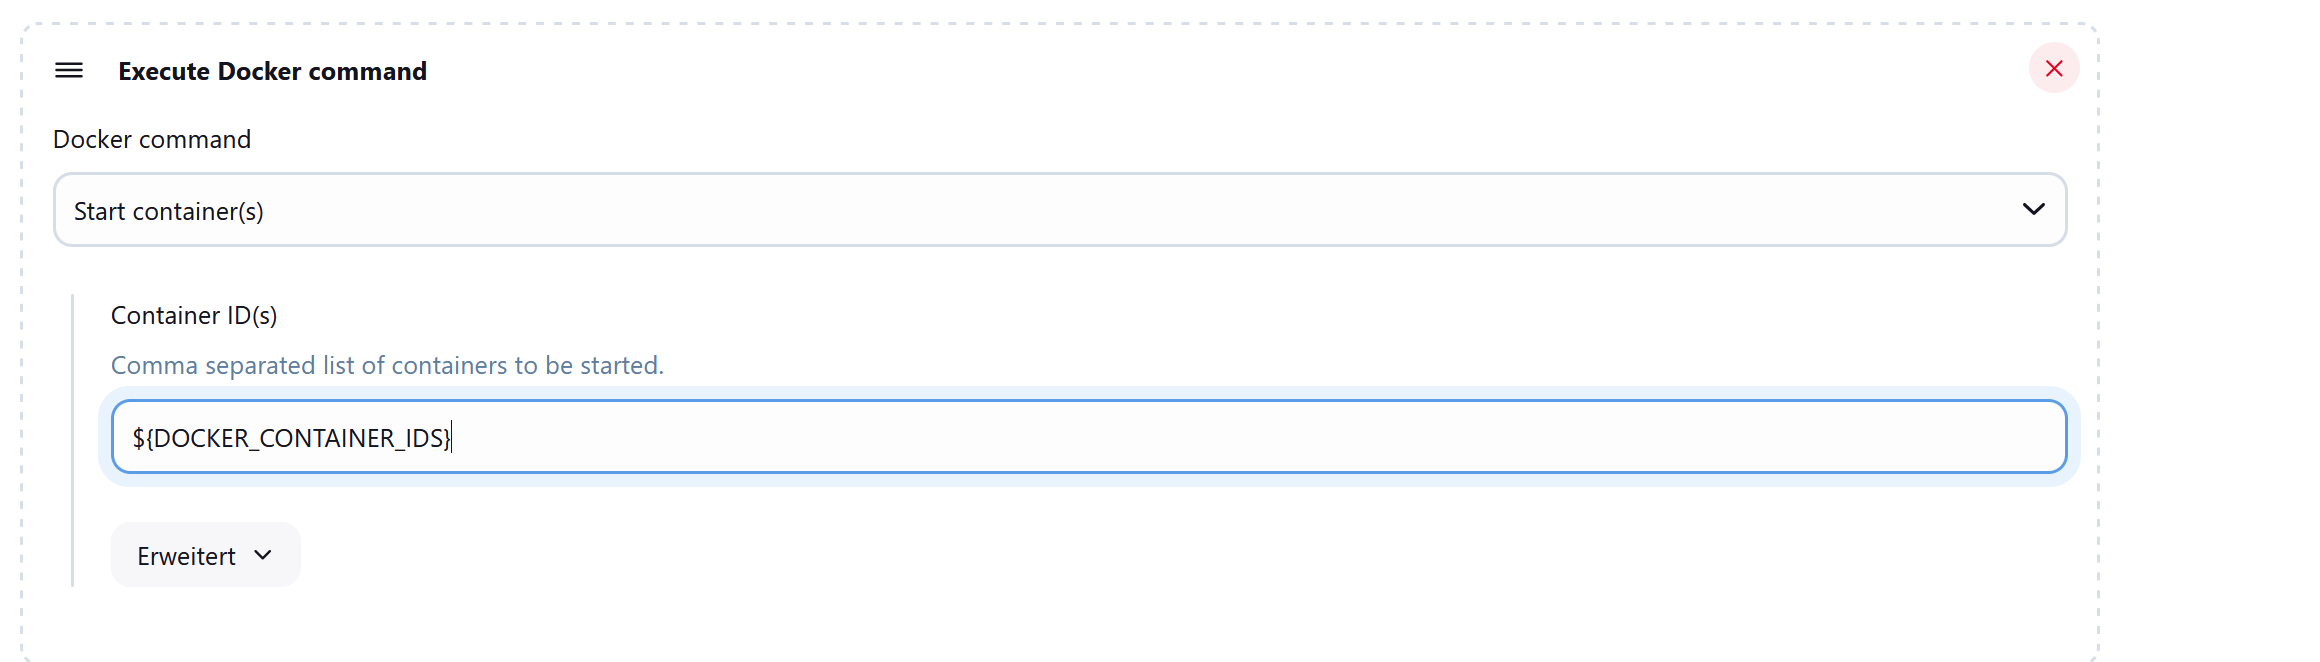 Execute Docker command
Docker command
Start container(s)
Container ID(s)
Comma separated list of containers to be started.
${DOCKER_CONTAINER_IDS}
Erweitert